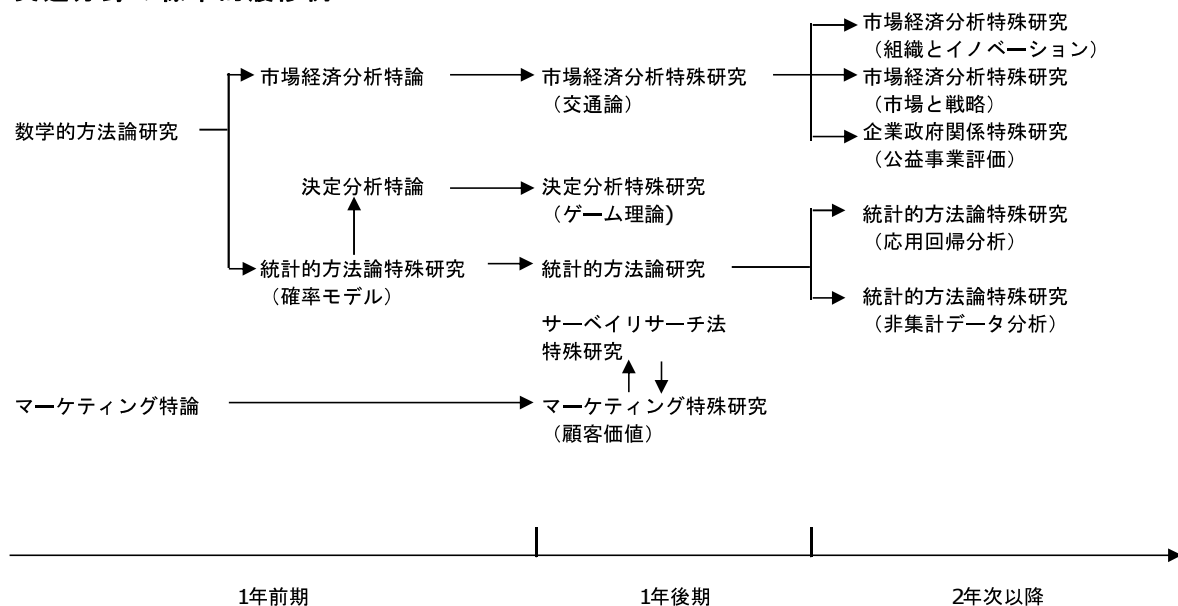 市場経済分析特殊研究
（組織とイノベーション）
市場経済分析特論
市場経済分析特殊研究
（交通論）
市場経済分析特殊研究
（市場と戦略）
数学的方法論研究
企業政府関係特殊研究
（公益事業評価）
決定分析特論
決定分析特殊研究
（ゲーム理論)
統計的方法論特殊研究
（応用回帰分析）
統計的方法論特殊研究
（確率モデル）
統計的方法論研究
統計的方法論特殊研究
（非集計データ分析）
サーベイリサーチ法
特殊研究
マーケティング特論
マーケティング特殊研究
（顧客価値）
1年前期
1年後期
2年次以降